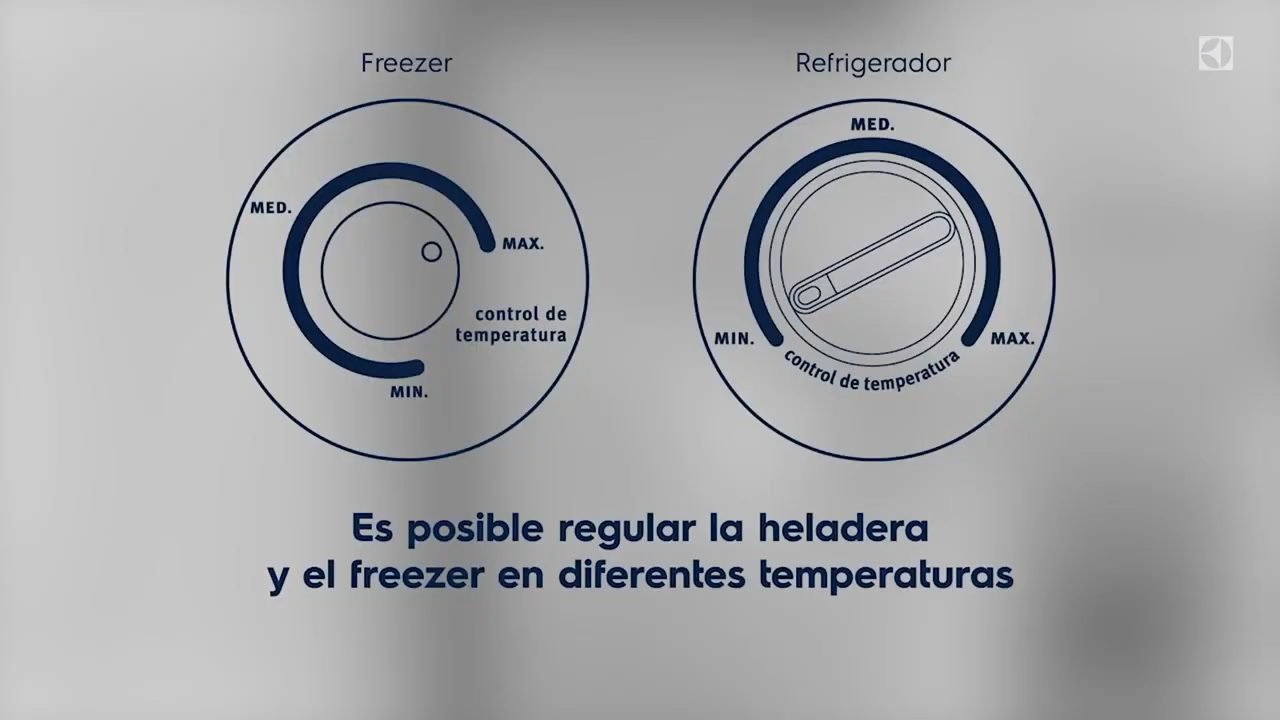 Freezer
MED.
MAX.
control de
temperatura
MIN.
Refrigerador
MED.
MIN.
MAX.
control de temperatura
Es posible regular la heladera
y el freezer en diferentes temperaturas